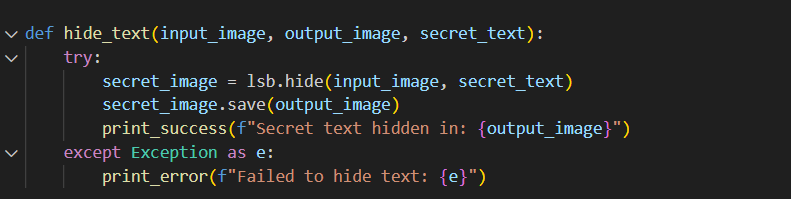 def hide_text(input_image, output_image, secret_text):
    try:
        secret_image = lsb.hide(input_image, secret_text)
        secret_image.save(output_image)
        print_success(f"Secret text hidden in: {output_image}")
    except Exception as e:
        print_error(f"Failed to hide text: {e}")